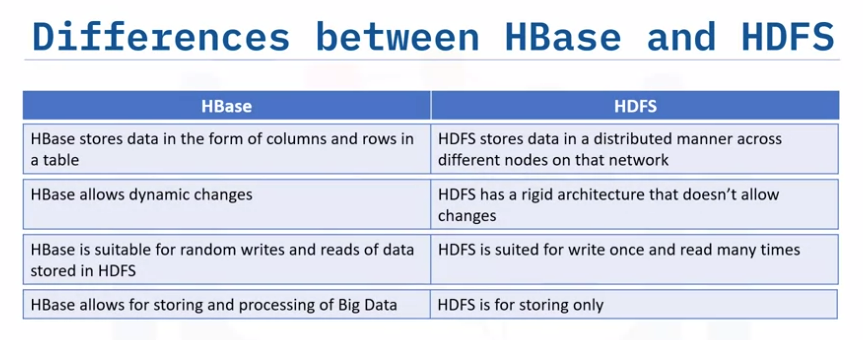 Differences between HBase and HDFS
HBase
HDFS
HBase stores data in the form of columns and rows in
a table
HDFS stores data in a distributed manner across
different nodes on that network
HBase allows dynamic changes
HDFS has a rigid architecture that doesn’t allow
changes
HBase is suitable for random writes and reads of data
stored in HDFS
HDFS is suited for write once and read many times
HBase allows for storing and processing of Big Data
HDFS is for storing only